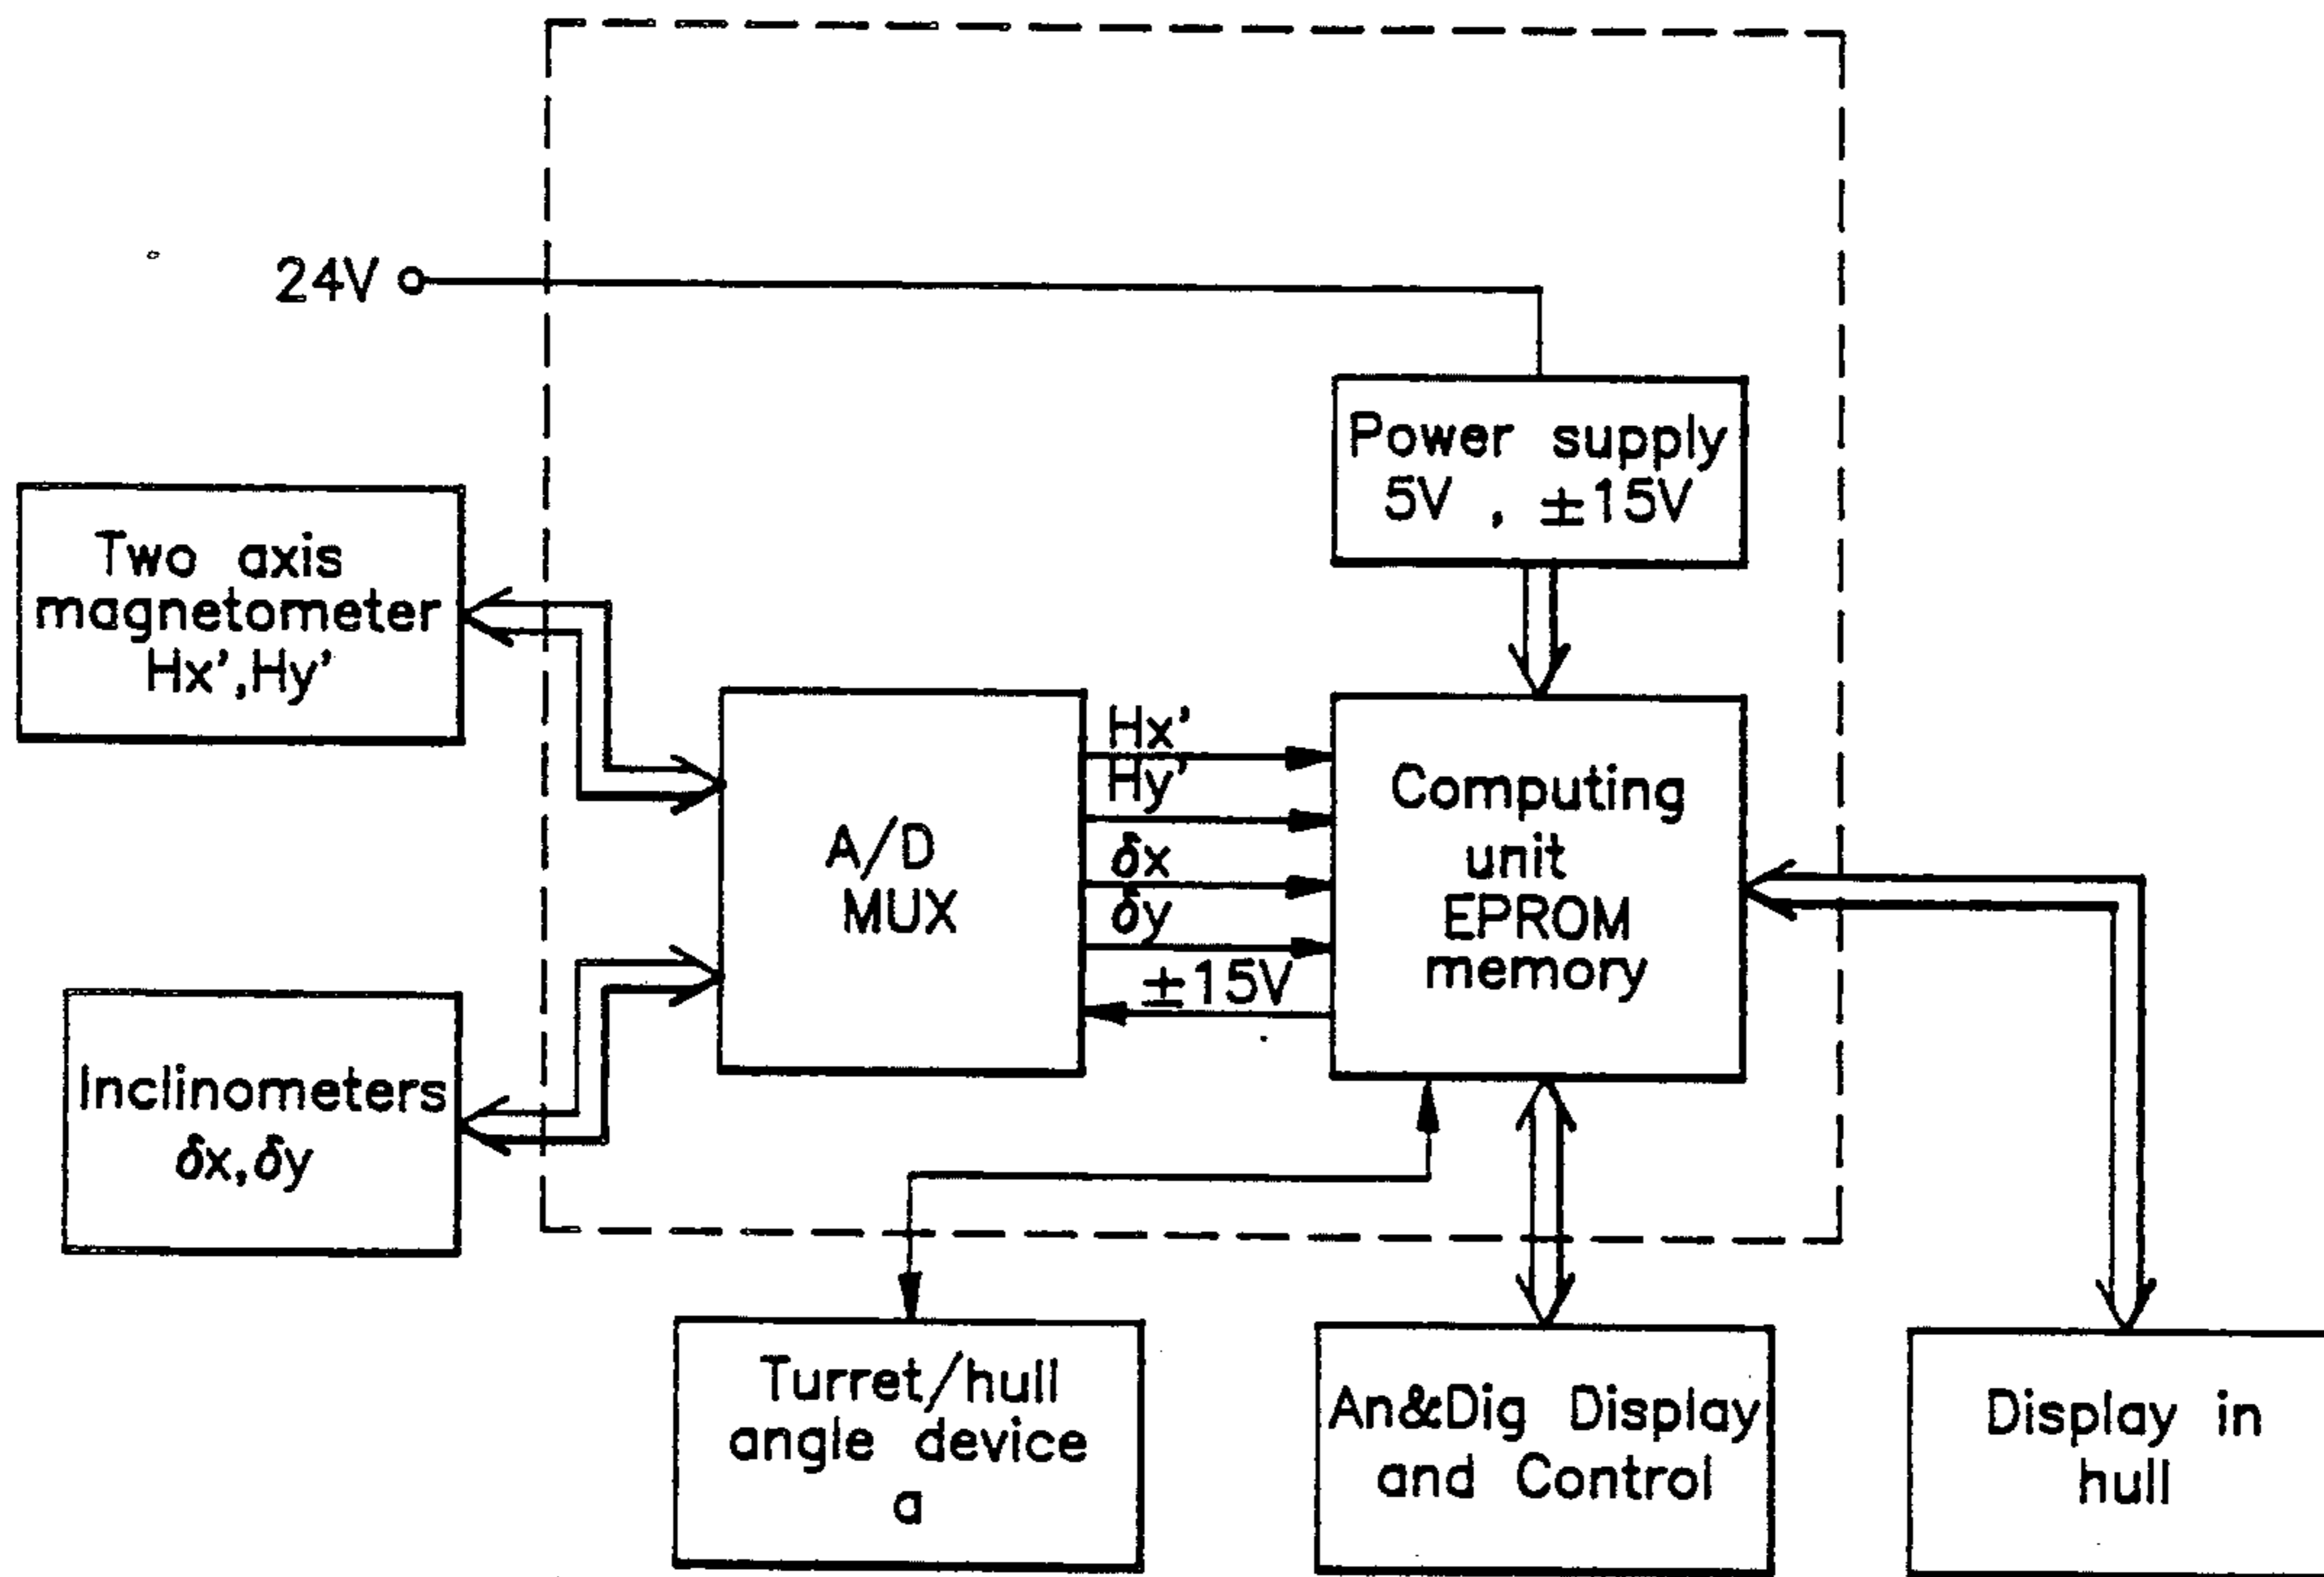 24V
Power supply
5V , ±15V
Two axis
magnetometer
Hx',Hy'
Hx'
Hy'
δx
δy
±15V
A/D
MUX
Computing
unit
EPROM
memory
Inclinometers
δx,δy
Turret/hull
angle device
a
An&Dig Display
and Control
Display in
hull